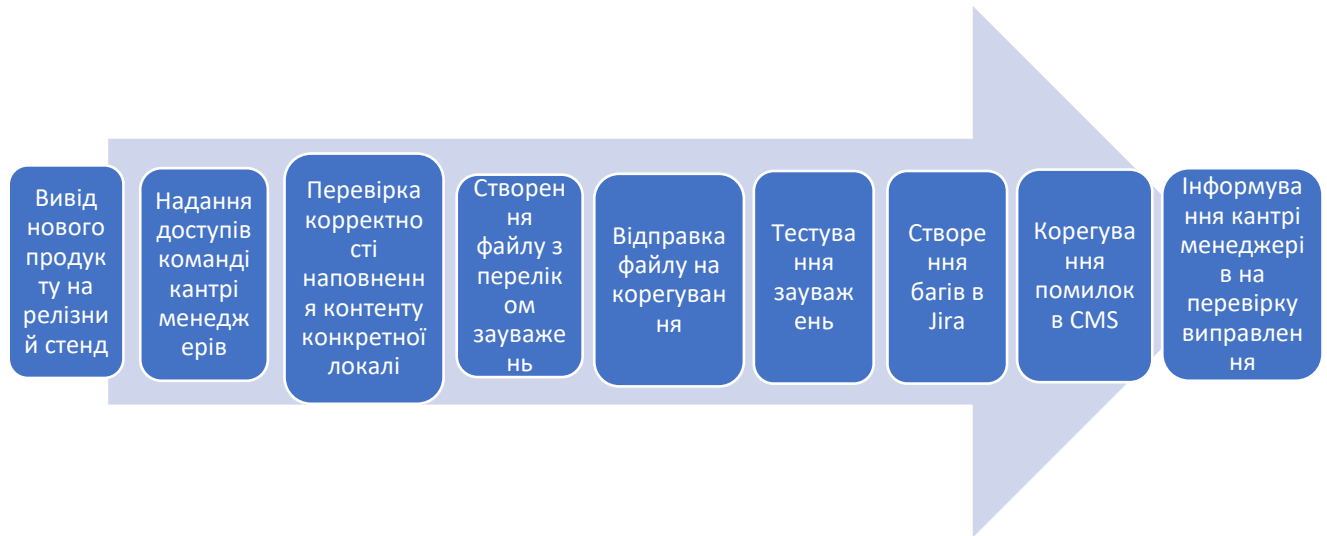 Вивід
нового
продук
ту на
релізни
й стенд
Надання
доступів
команді
кантрі
менедж
ерів
Перевірка
корректно
сті
наповненн
я контенту
конкретної
локалі
Створен
ня
файлу з
перелік
ом
зауваже
нь
Відправка
файлу на
корегуван
ня
Тестува
ння
зауваж
ень
Створе
ння
багів в
Jira
Корегува
ння
помилок
в CMS
Інформува
ння кантрі
менеджері
в на
перевірку
виправлен
ня